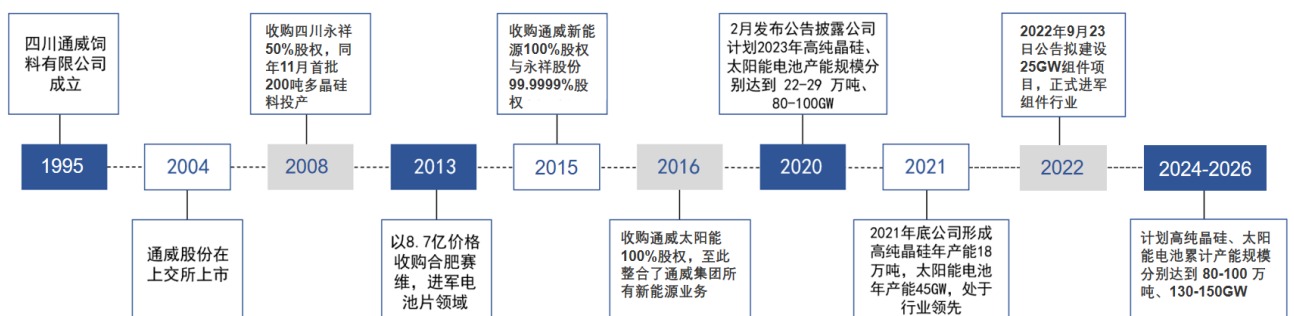 四川通威饲
料有限公司
成立
收购四川永祥
50%股权，同
年11月首批
200吨多晶硅
料投产
收购通威新能
源100%股权
与永祥股份
99.9999%股
权
2月发布公告披露公司
计划2023年高纯晶硅、
太阳能电池产能规模分
别达到 22-29 万吨、
80-100GW
2022年9月23
日公告拟建设
25GW组件项
目，正式进军
组件行业
1995
2004
2008
2013
2015
2016
2020
2021
2022
2024-2026
通威股份在
上交所上市
以8.7亿价格
收购合肥赛
维，进军电
池片领域
收购通威太阳能
100%股权，至此
整合了通威集团所
有新能源业务
2021年底公司形成
高纯晶硅年产能18
万吨，太阳能电池
年产能45GW，处于
行业领先
计划高纯晶硅、太阳
能电池累计产能规模
分别达到 80-100 万
吨、130-150GW